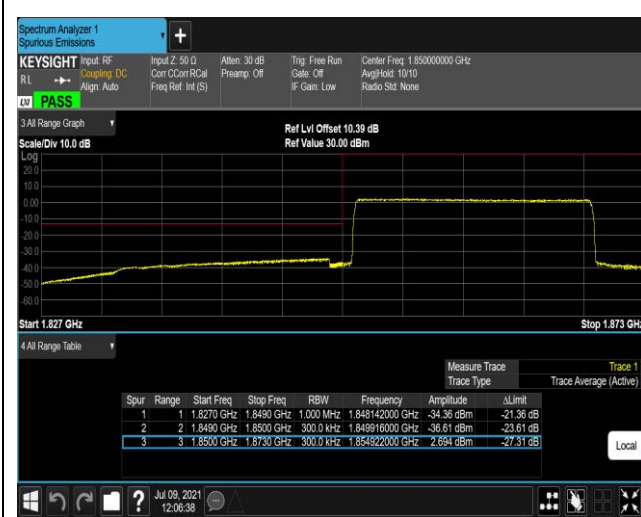 Spectrum Analyzer 1
Spurious Emissions
+
KEYSIGHT Input: RF Input Z: 50 Ω Atten: 30 dB Trig: Free Run Center Freq: 1.850000000 GHz
RL Coupling: DC Corr CCorr RCal Preamp: Off Gate: Off Avg|Hold: 10/10
Align: Auto Freq Ref: Int (S) IF Gain: Low Radio Std: None
LXI PASS
3 All Range Graph
Ref Lvl Offset 10.39 dB
Scale/Div 10.0 dB Ref Value 30.00 dBm
Log
20.0
10.0
0.00
-10.0
-20.0
-30.0
-40.0
-50.0
-60.0
Start 1.827 GHz Stop 1.873 GHz
4 All Range Table
Measure Trace Trace 1
Trace Type Trace Average (Active)
Spur Range Start Freq Stop Freq RBW Frequency Amplitude ΔLimit
1 1 1.8270 GHz 1.8490 GHz 1.000 MHz 1.848142000 GHz -34.36 dBm -21.36 dB
2 2 1.8490 GHz 1.8500 GHz 300.0 kHz 1.849916000 GHz -36.61 dBm -23.61 dB
3 3 1.8500 GHz 1.8730 GHz 300.0 kHz 1.854922000 GHz 2.694 dBm -27.31 dB
Local
? Jul 09, 2021
12:06:38